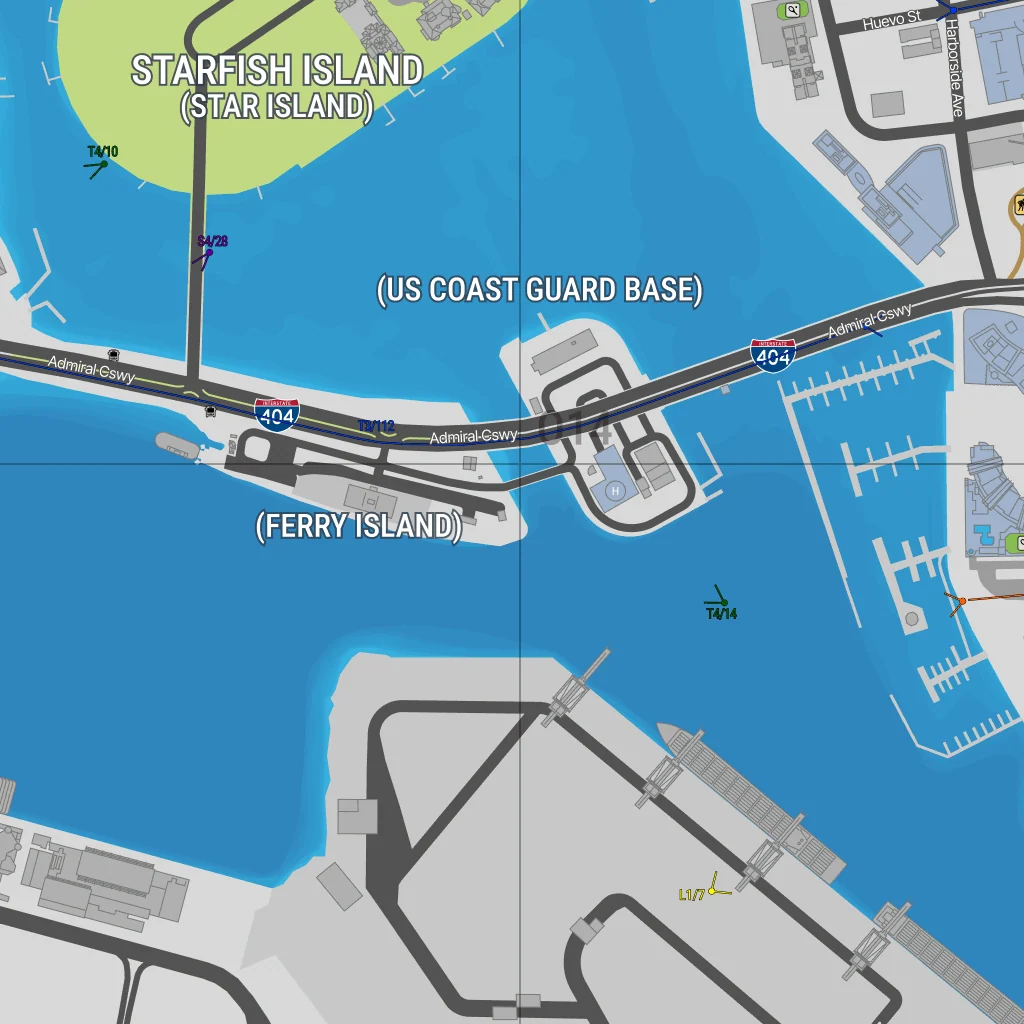 Huevo St
Harborside Ave
STARFISH ISLAND
(STAR ISLAND)
T4/10
S4/28
(US COAST GUARD BASE)
Admiral Cswy
INTERSTATE
404
Admiral Cswy
INTERSTATE
404
T3/112
Admiral Cswy
014
H
(FERRY ISLAND)
T4/14
L1/7